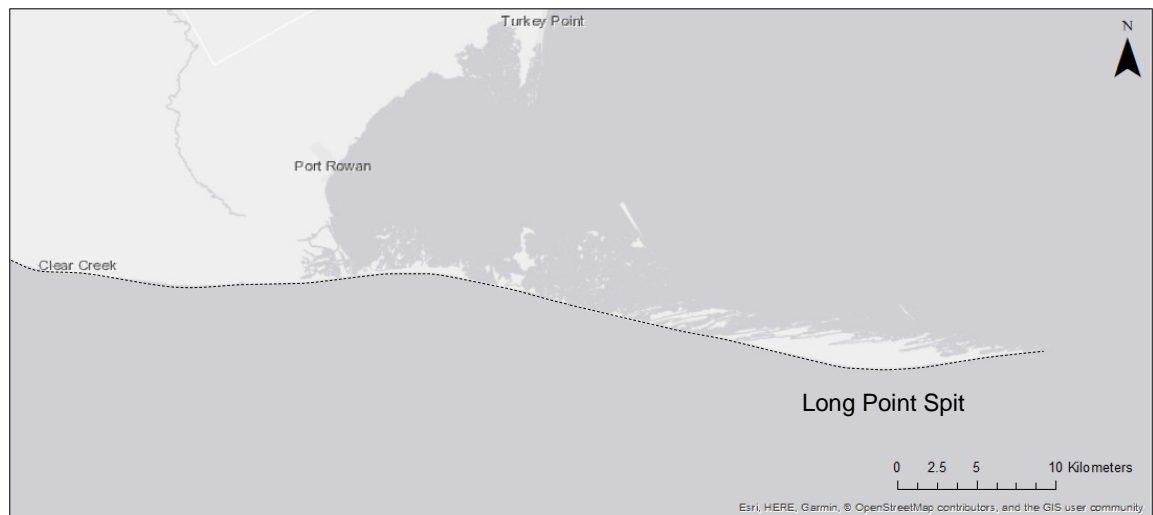 Turkey Point
N
Port Rowan
Clear Creek
Long Point Spit
0 2.5 5 10 Kilometers
Esri, HERE, Garmin, © OpenStreetMap contributors, and the GIS user community